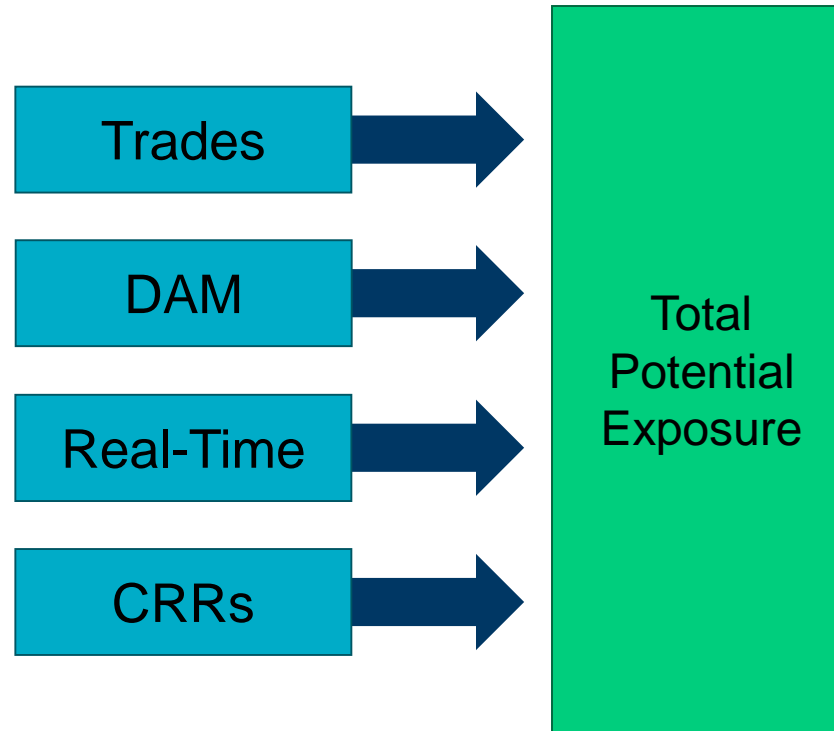 Trades
DAM
Real-Time
CRRs
Total
Potential
Exposure